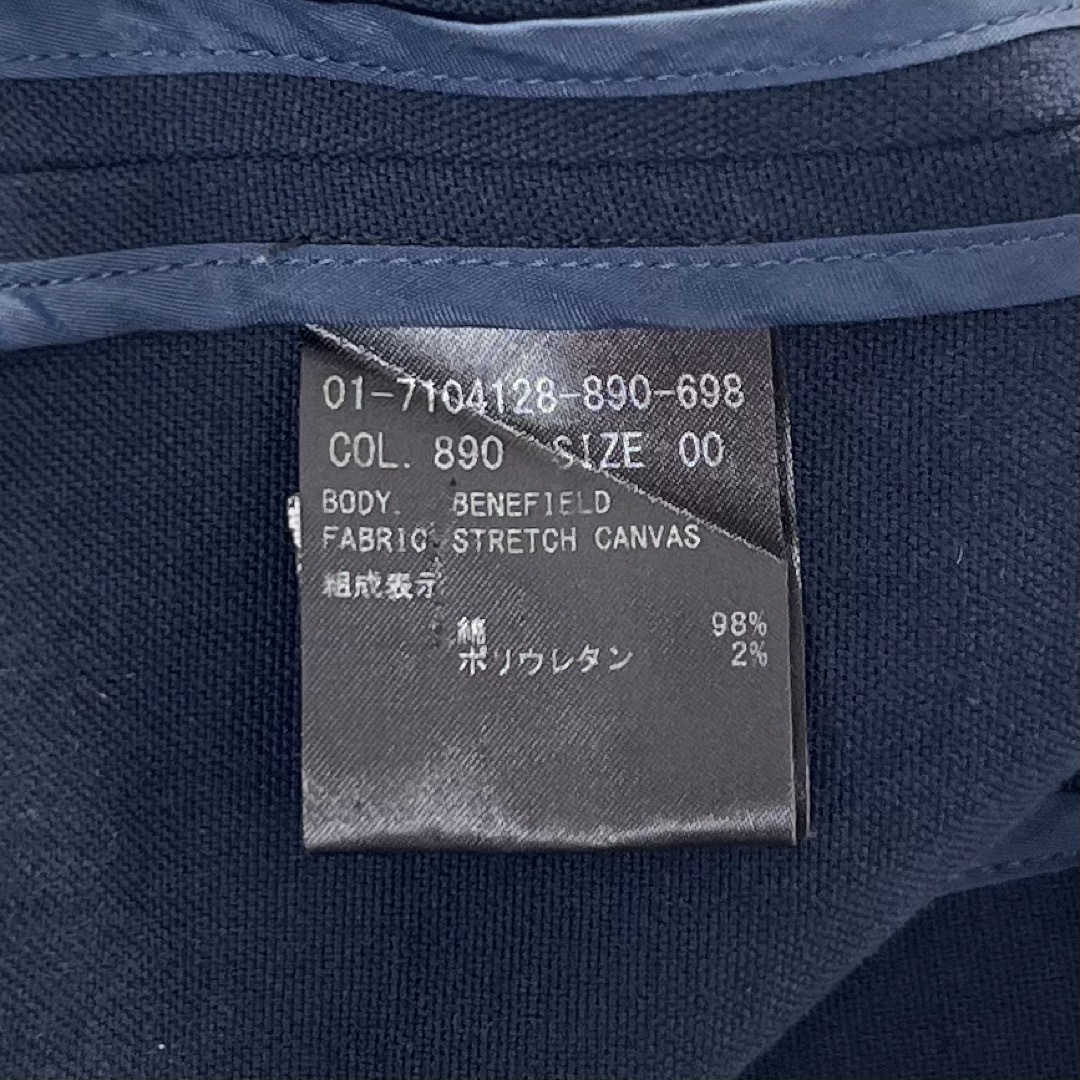 01-7104128-890-698
COL. 890 SIZE 00
BODY. BENEFIELD
FABRIC STRETCH CANVAS
組成表示
綿 98%
ポリウレタン 2%